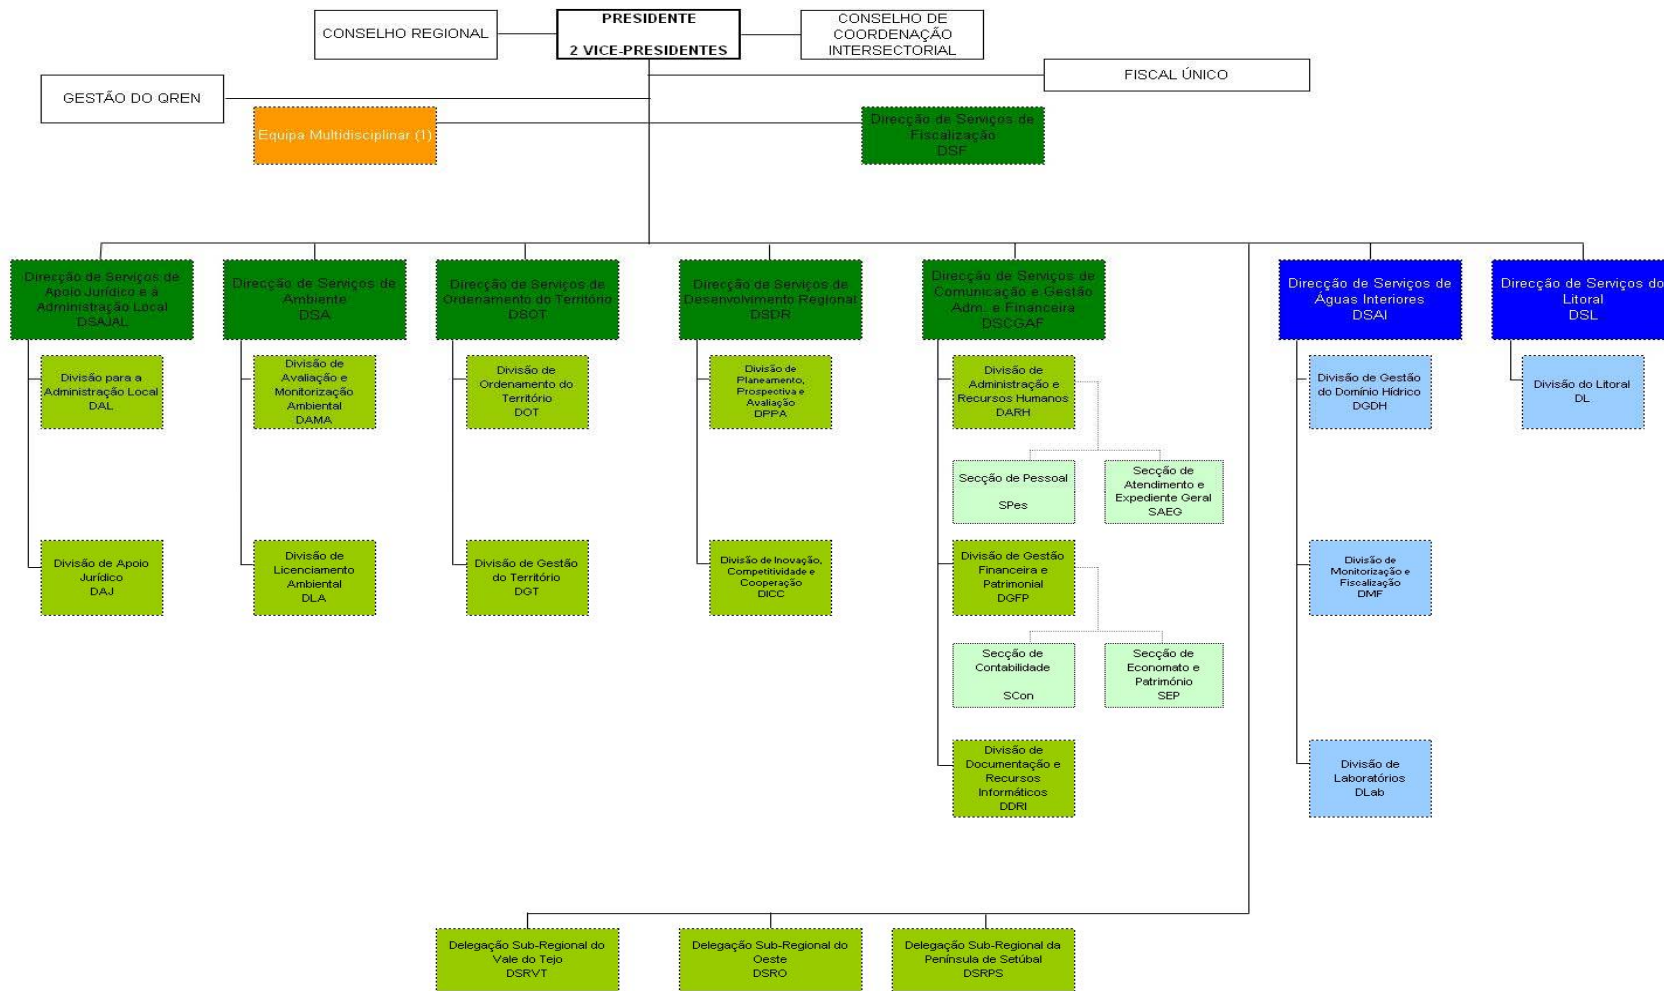 CONSELHO REGIONAL
PRESIDENTE
2 VICE-PRESIDENTES
CONSELHO DE
COORDENAÇÃO
INTERSECTORIAL
FISCAL ÚNICO
GESTÃO DO QREN
Equipa Multidisciplinar (1)
Direcção de Serviços de
Fiscalização
DSF
Direcção de Serviços de
Apoio Jurídico e à
Administração Local
DSAJAL
Direcção de Serviços de
Ambiente
DSA
Direcção de Serviços de
Ordenamento do Território
DSOT
Direcção de Serviços de
Desenvolvimento Regional
DSDR
Direcção de Serviços de
Comunicação e Gestão
Adm. e Financeira
DSCGAF
Direcção de Serviços de
Águas Interiores
DSAI
Direcção de Serviços do
Litoral
DSL
Divisão para a
Administração Local
DAL
Divisão de
Avaliação e
Monitorização
Ambiental
DAMA
Divisão de
Ordenamento do
Território
DOT
Divisão de
Planeamento,
Prospectiva e
Avaliação
DPPA
Divisão de
Administração e
Recursos Humanos
DARH
Divisão de Gestão
do Domínio Hídrico
DGDH
Divisão do Litoral
DL
Secção de Pessoal
SPes
Secção de
Atendimento e
Expediente Geral
SAEG
Divisão de Apoio
Jurídico
DAJ
Divisão de
Licenciamento
Ambiental
DLA
Divisão de Gestão
do Território
DGT
Divisão de Inovação,
Competitividade e
Cooperação
DICC
Divisão de Gestão
Financeira e
Patrimonial
DGFP
Divisão de
Monitorização e
Fiscalização
DMF
Secção de
Contabilidade
SCon
Secção de
Economato e
Património
SEP
Divisão de
Documentação e
Recursos
Informáticos
DDRI
Divisão de
Laboratórios
DLab
Delegação Sub-Regional do
Vale do Tejo
DSRVT
Delegação Sub-Regional do
Oeste
DSRO
Delegação Sub-Regional da
Península de Setúbal
DSRPS